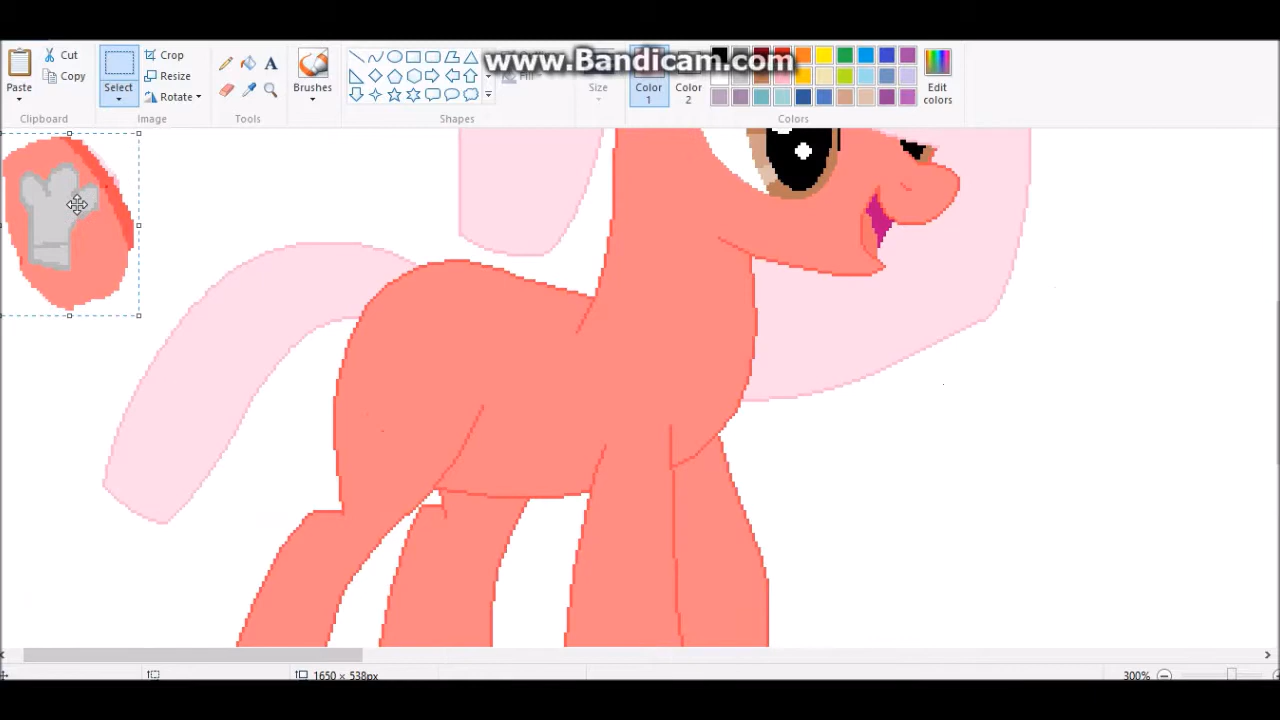 www.Bandicam.com
Cut
Copy
Paste
Clipboard
Crop
Resize
Rotate
Select
Image
Tools
Brushes
Shapes
Fill
Size
Color
1
Color
2
Edit
colors
Colors
1650 × 538px
300%